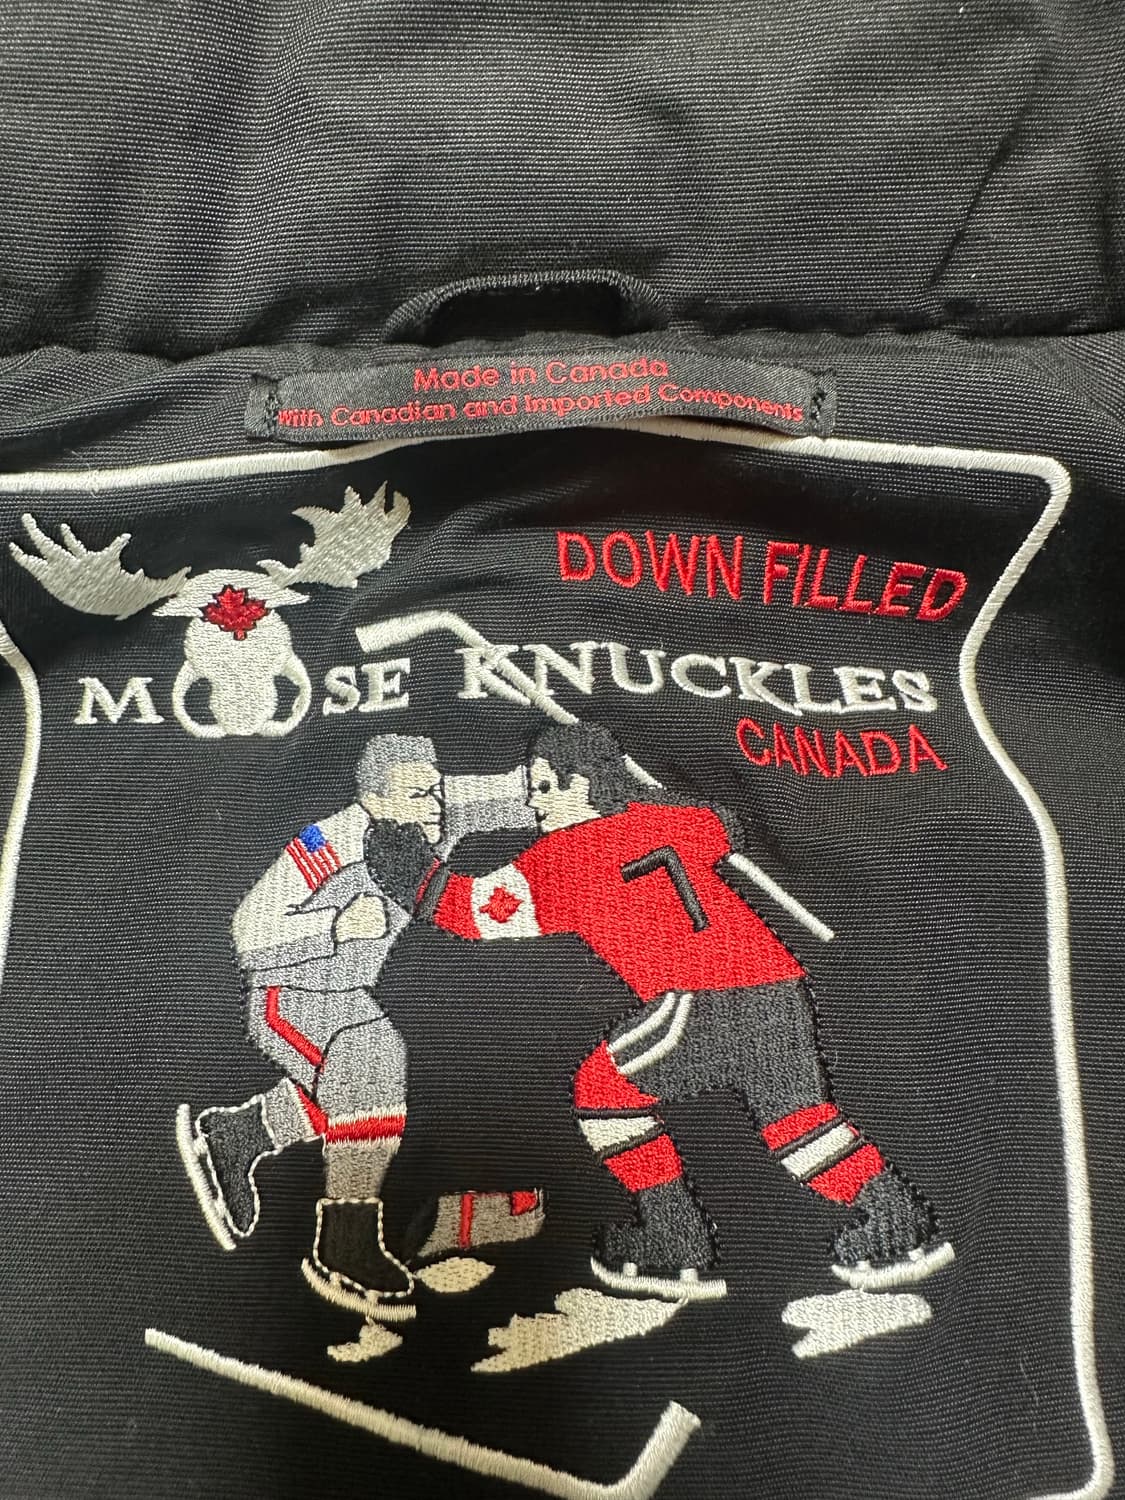 Made in Canada
With Canadian and Imported Components
DOWN FILLED
MOOSE KNUCKLES
CANADA
7